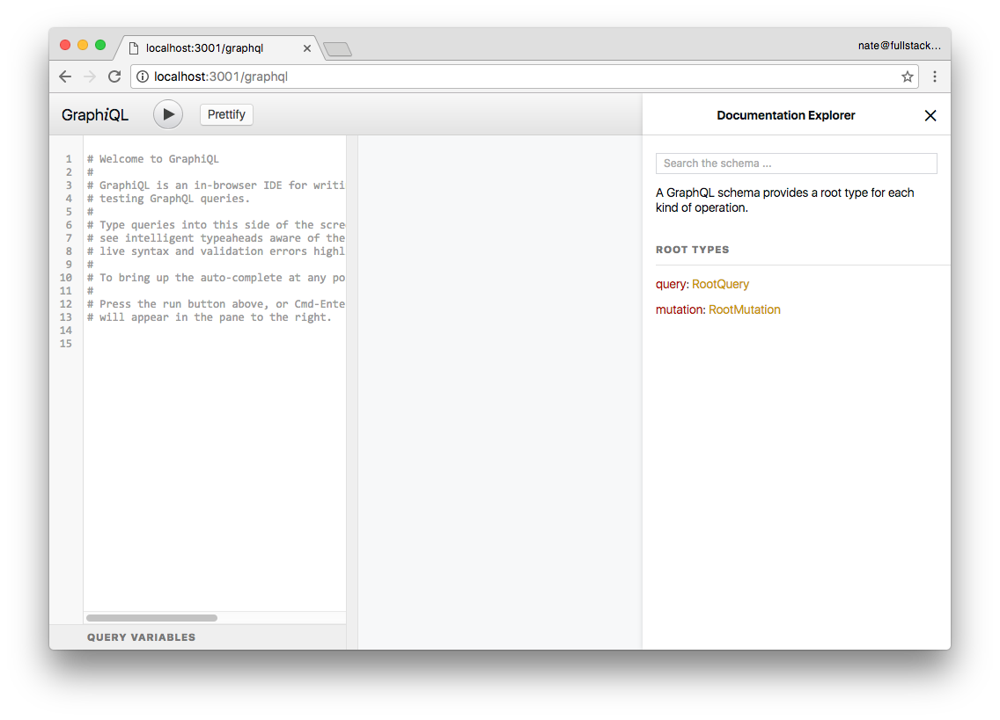 localhost:3001/graphql
nate@fullstack...
localhost:3001/graphql
GraphiQL
Prettify
Documentation Explorer
1 # Welcome to GraphiQL
2 #
3 # GraphiQL is an in-browser IDE for writi
4 # testing GraphQL queries.
5 #
6 # Type queries into this side of the scre
7 # see intelligent typeaheads aware of the
8 # live syntax and validation errors highl
9 #
10 # To bring up the auto-complete at any po
11 #
12 # Press the run button above, or Cmd-Ente
13 # will appear in the pane to the right.
14
15
QUERY VARIABLES
Search the schema ...
A GraphQL schema provides a root type for each
kind of operation.
ROOT TYPES
query: RootQuery
mutation: RootMutation